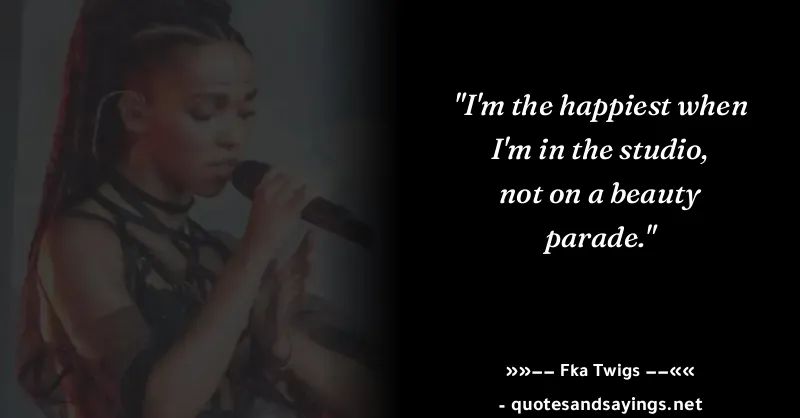 "I'm the happiest when
I'm in the studio,
not on a beauty
parade."
»»—— Fka Twigs ——««
- quotesandsayings.net